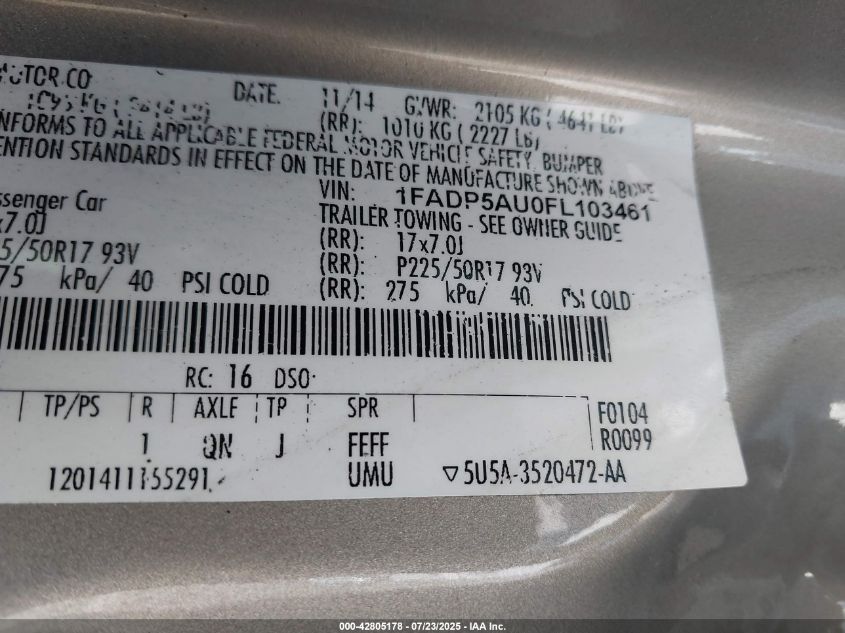 MOTOR CO DATE: 11/14 GVWR: 2105 KG ( 4641 LB)
(RR): 1010 KG ( 2227 LB)
NFORMS TO ALL APPLICABLE FEDERAL MOTOR VEHICLE SAFETY, BUMPER
ENTION STANDARDS IN EFFECT ON THE DATE OF MANUFACTURE SHOWN ABOVE
VIN: 1FADP5AU0FL103461
ssenger Car TRAILER TOWING - SEE OWNER GUIDE
x7.0J (RR): 17x7.0J
5/50R17 93V (RR): P225/50R17 93V
75 kPa/ 40 PSI COLD (RR): 275 kPa/ 40 PSI COLD
RC: 16 DSO:
TP/PS R AXLE TP SPR F0104
1 QN J FEFF R0099
1201411155291 UMU ▽5U5A-3520472-AA
000-42805178 - 07/23/2025 - IAA Inc.